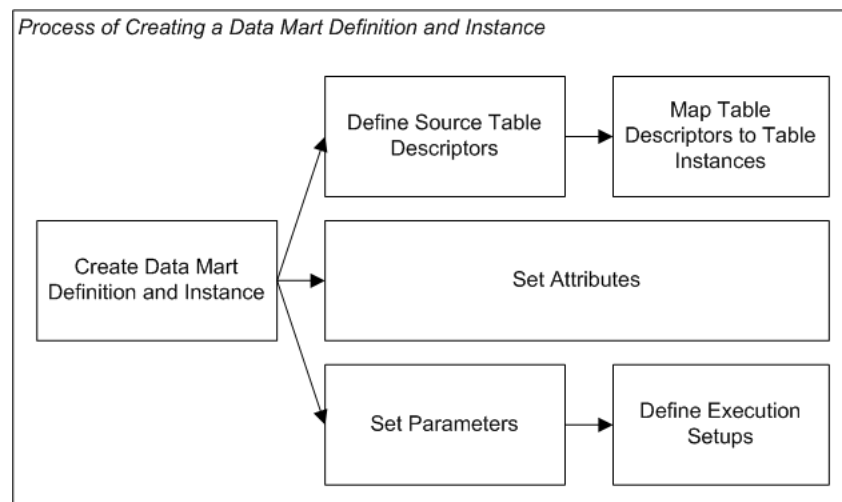 Process of Creating a Data Mart Definition and Instance
Define Source Table
Descriptors
Map Table
Descriptors to Table
Instances
Create Data Mart
Definition and Instance
Set Attributes
Set Parameters
Define Execution
Setups